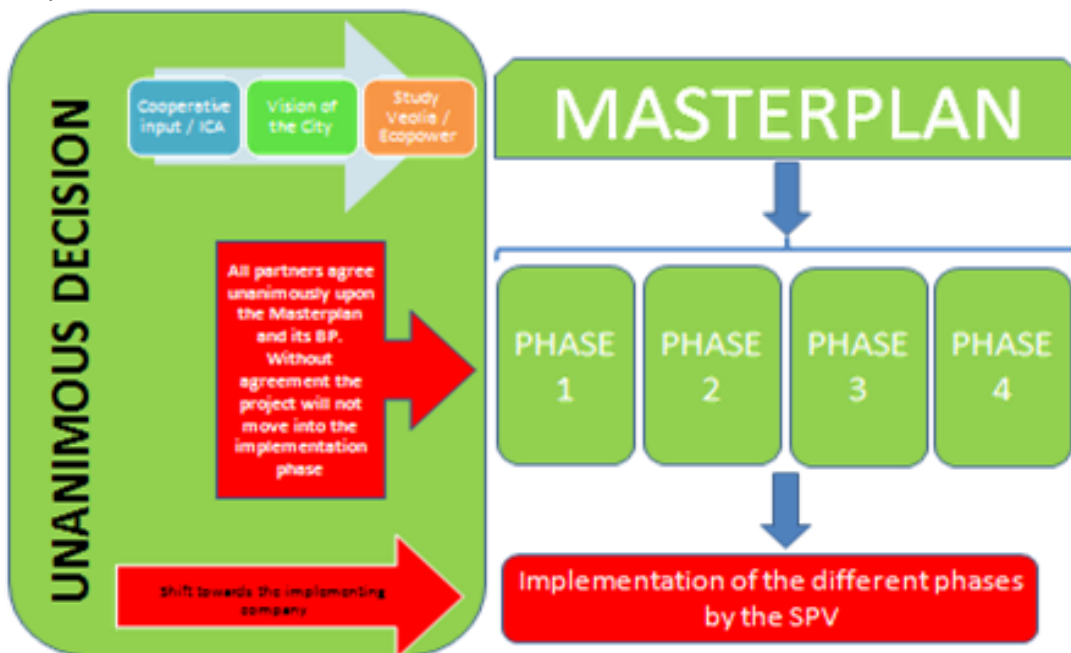 UNANIMOUS DECISION
Cooperative
input / ICA
Vision of
the City
Study
Veolia /
Ecopower
All partners agree
unanimously upon
the Masterplan
and its BP.
Without
agreement the
project will not
move into the
implementation
phase
Shift towards the implementing
company
MASTERPLAN
PHASE
1
PHASE
2
PHASE
3
PHASE
4
Implementation of the different phases
by the SPV